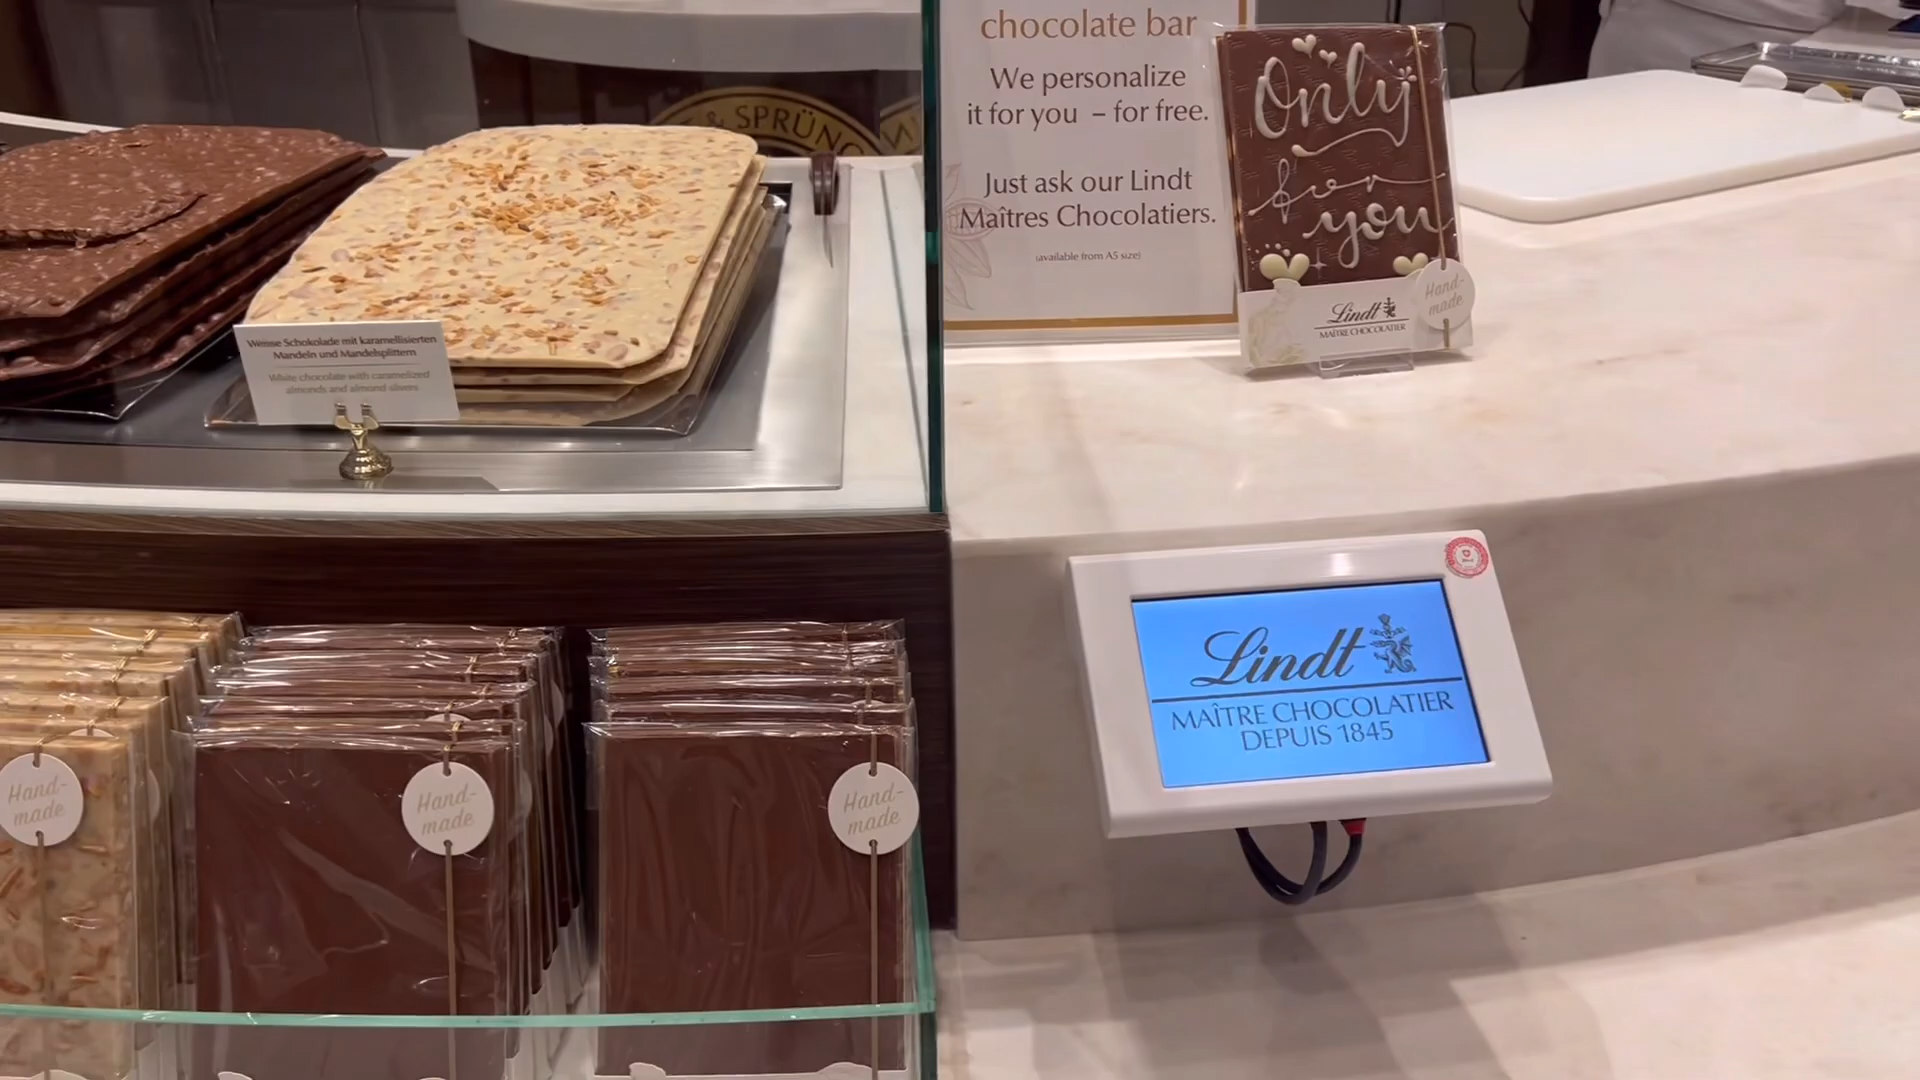 & SPRÜNG
Weisse Schokolade mit karamellisierten
Mandeln und Mandelsplittern
White chocolate with caramelized
almonds and almond slivers
chocolate bar
We personalize
it for you – for free.
Just ask our Lindt
Maîtres Chocolatiers.
(available from A5 size)
Only
for
you
Lindt
MAÎTRE CHOCOLATIER
Hand-
made
Lindt
MAÎTRE CHOCOLATIER
DEPUIS 1845
Hand-
made
Hand-
made
Hand-
made